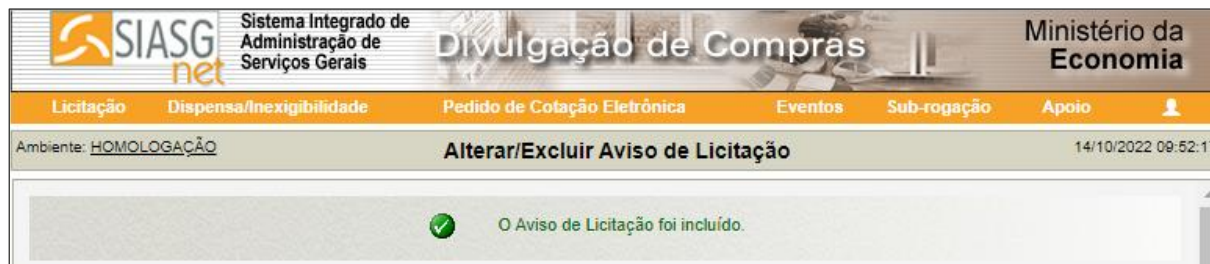 SIASG
net
Sistema Integrado de
Administração de
Serviços Gerais
Divulgação de Compras
Ministério da
Economia
Licitação Dispensa/Inexigibilidade Pedido de Cotação Eletrônica Eventos Sub-rogação Apoio
Ambiente: HOMOLOGAÇÃO Alterar/Excluir Aviso de Licitação 14/10/2022 09:52:17
O Aviso de Licitação foi incluído.